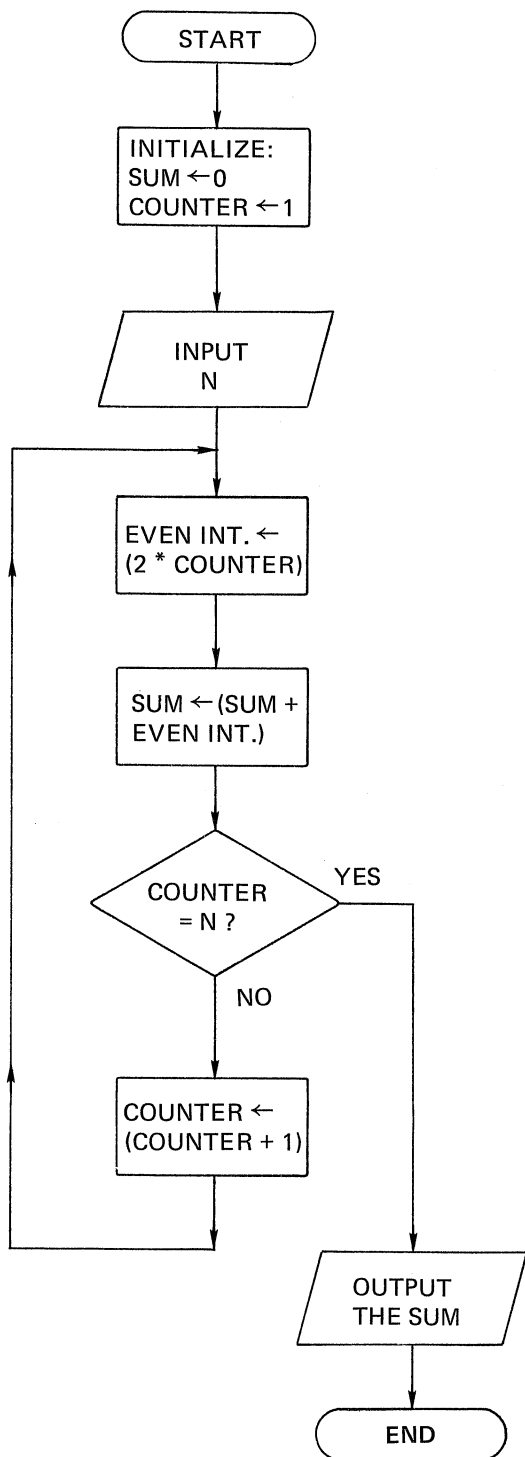 START
INITIALIZE:
SUM ← 0
COUNTER ← 1
INPUT
N
EVEN INT. ←
(2 * COUNTER)
SUM ← (SUM +
EVEN INT.)
COUNTER
= N ?
YES
NO
COUNTER ←
(COUNTER + 1)
OUTPUT
THE SUM
END